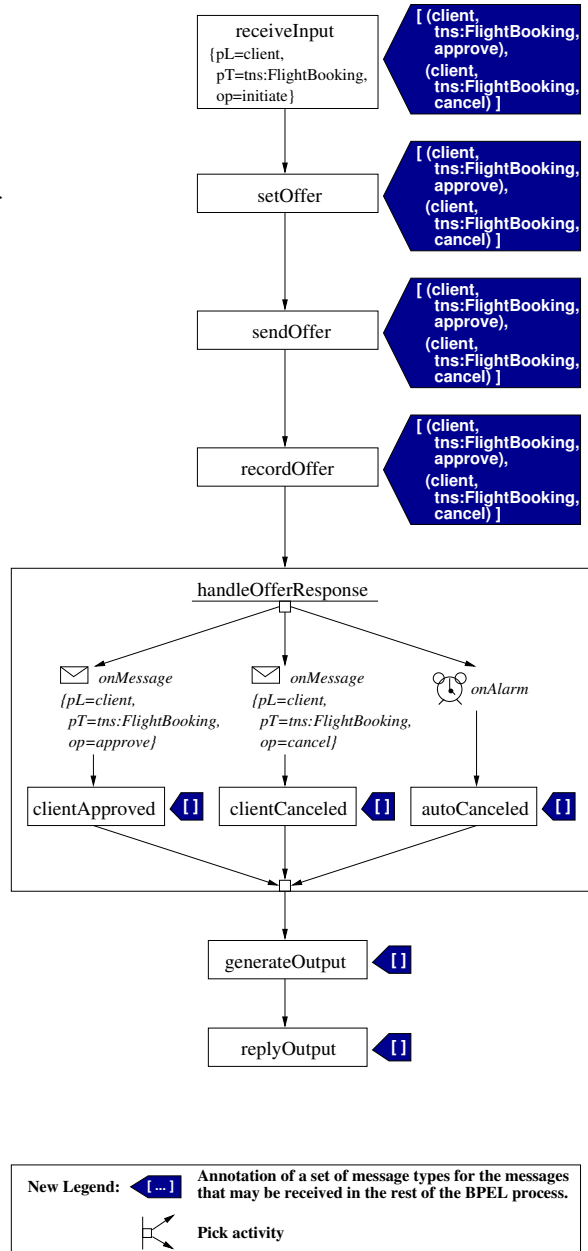 receiveInput
{pL=client,
pT=tns:FlightBooking,
op=initiate}
[ (client,
tns:FlightBooking,
approve),
(client,
tns:FlightBooking,
cancel) ]
setOffer
[ (client,
tns:FlightBooking,
approve),
(client,
tns:FlightBooking,
cancel) ]
sendOffer
[ (client,
tns:FlightBooking,
approve),
(client,
tns:FlightBooking,
cancel) ]
recordOffer
[ (client,
tns:FlightBooking,
approve),
(client,
tns:FlightBooking,
cancel) ]
handleOfferResponse
onMessage
{pL=client,
pT=tns:FlightBooking,
op=approve}
onMessage
{pL=client,
pT=tns:FlightBooking,
op=cancel}
onAlarm
clientApproved
[ ]
clientCanceled
[ ]
autoCanceled
[ ]
generateOutput
[ ]
replyOutput
[ ]
New Legend:
[ ... ]
Annotation of a set of message types for the messages
that may be received in the rest of the BPEL process.
Pick activity